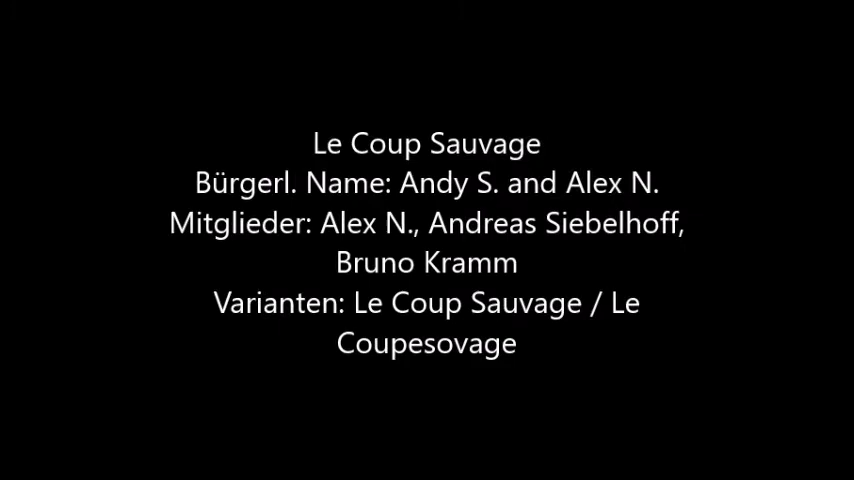 Le Coup Sauvage
Bürgerl. Name: Andy S. and Alex N.
Mitglieder: Alex N., Andreas Siebelhoff,
Bruno Kramm
Varianten: Le Coup Sauvage / Le
Coupesovage